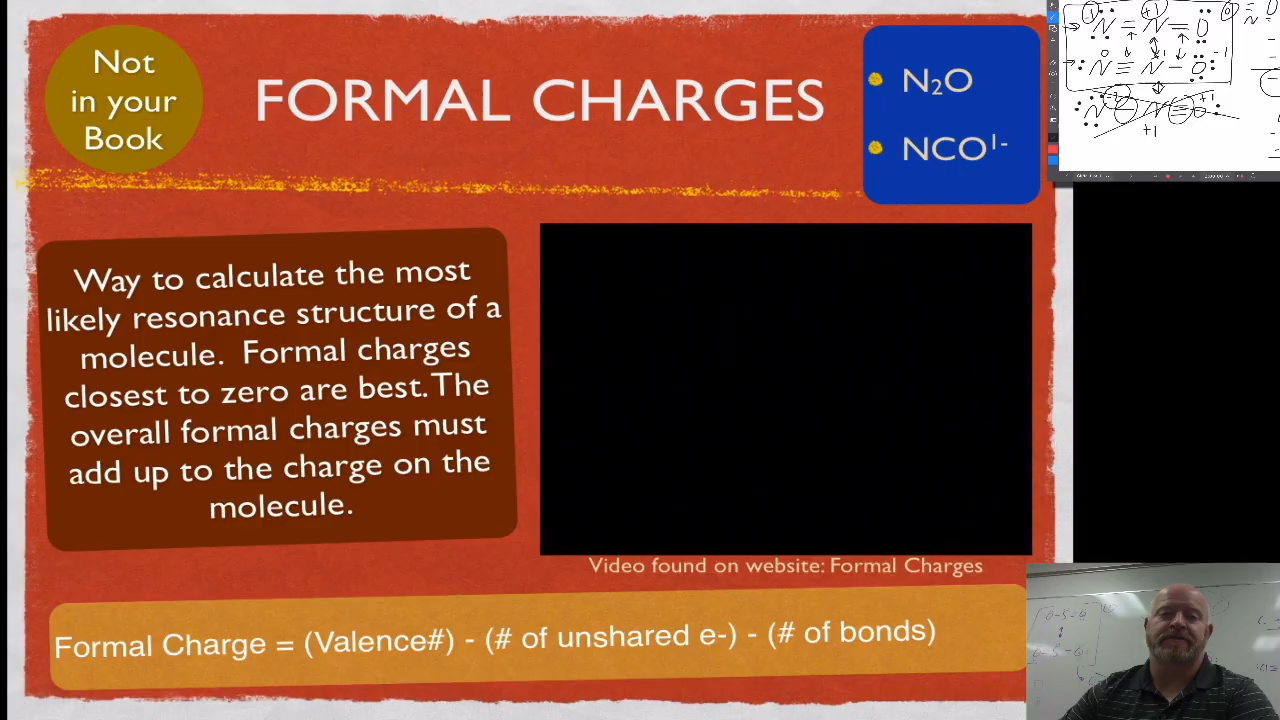 Not
in your
Book
FORMAL CHARGES
N₂O
NCO¹⁻
Way to calculate the most
likely resonance structure of a
molecule. Formal charges
closest to zero are best. The
overall formal charges must
add up to the charge on the
molecule.
Video found on website: Formal Charges
Formal Charge = (Valence#) - (# of unshared e-) - (# of bonds)